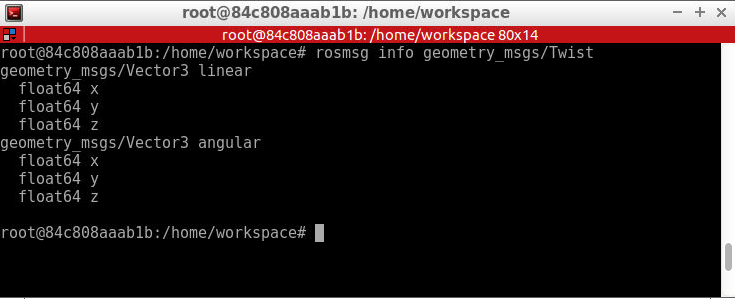 root@84c808aaab1b: /home/workspace
root@84c808aaab1b: /home/workspace 80x14
root@84c808aaab1b:/home/workspace# rosmsg info geometry_msgs/Twist
geometry_msgs/Vector3 linear
  float64 x
  float64 y
  float64 z
geometry_msgs/Vector3 angular
  float64 x
  float64 y
  float64 z
root@84c808aaab1b:/home/workspace#